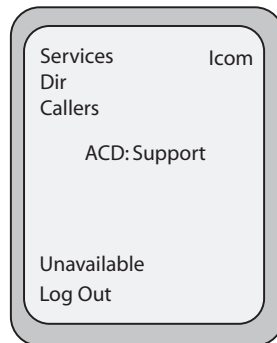 Services Icom
Dir
Callers
ACD: Support
Unavailable
Log Out